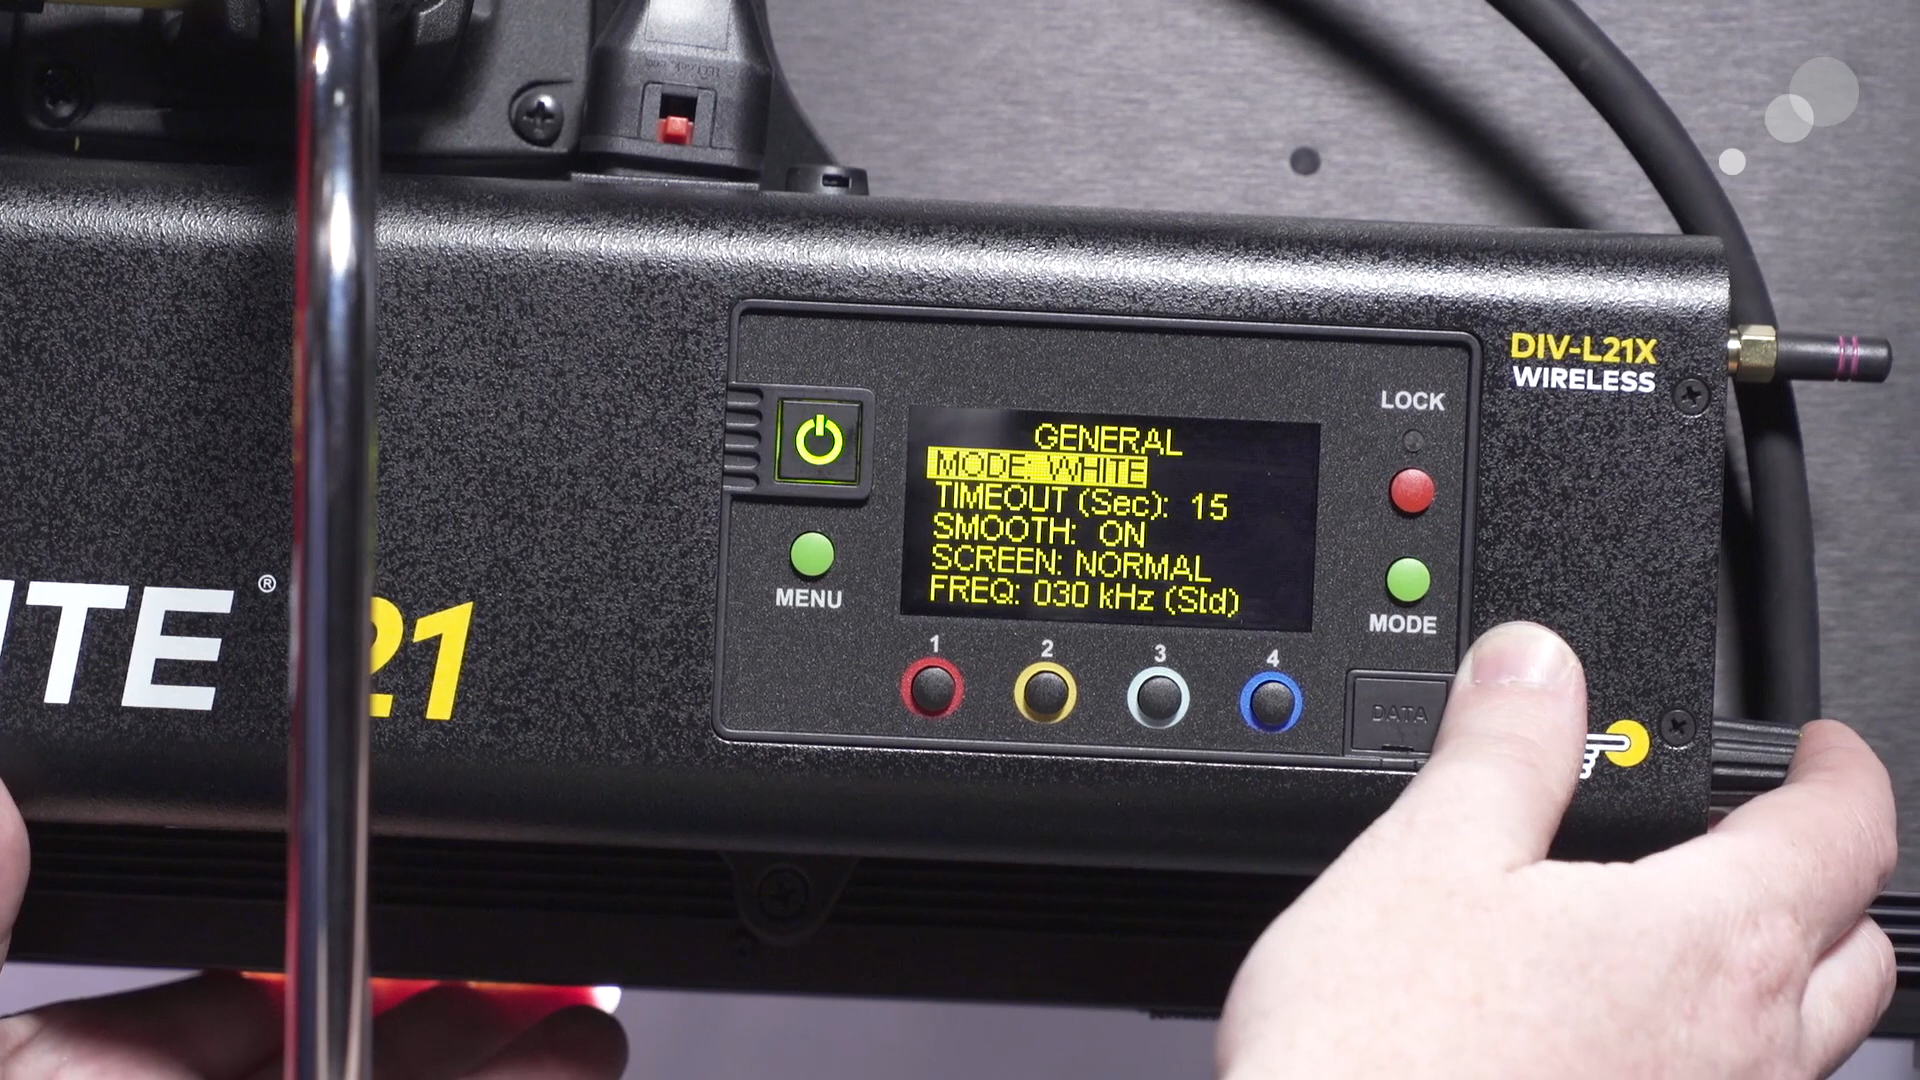 DIV-L21X
WIRELESS
LOCK
GENERAL
MODE: WHITE
TIMEOUT (Sec): 15
SMOOTH: ON
SCREEN: NORMAL
FREQ: 030 kHz (Std)
MENU
MODE
1 2 3 4
DATA
ITE® 21